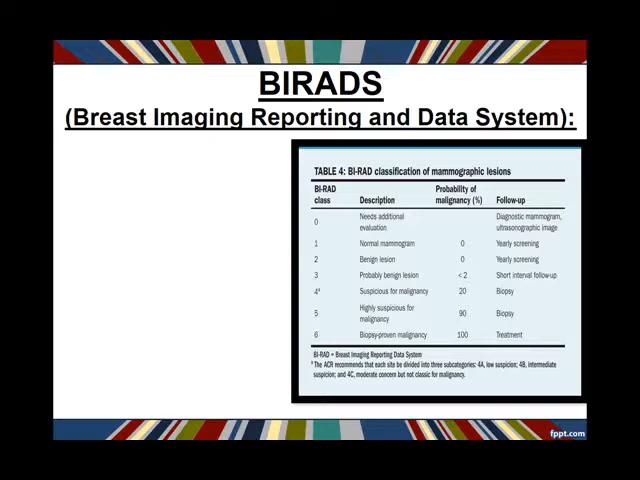 BIRADS
(Breast Imaging Reporting and Data System):
TABLE 4: BI-RAD classification of mammographic lesions
BI-RAD class Description Probability of malignancy (%) Follow-up
0 Needs additional evaluation Diagnostic mammogram, ultrasonographic image
1 Normal mammogram 0 Yearly screening
2 Benign lesion 0 Yearly screening
3 Probably benign lesion < 2 Short interval follow-up
4ª Suspicious for malignancy 20 Biopsy
5 Highly suspicious for malignancy 90 Biopsy
6 Biopsy-proven malignancy 100 Treatment
BI-RAD = Breast Imaging Reporting Data System
ª The ACR recommends that each site be divided into three subcategories: 4A, low suspicion; 4B, intermediate
suspicion; and 4C, moderate concern but not classic for malignancy.
fppt.com